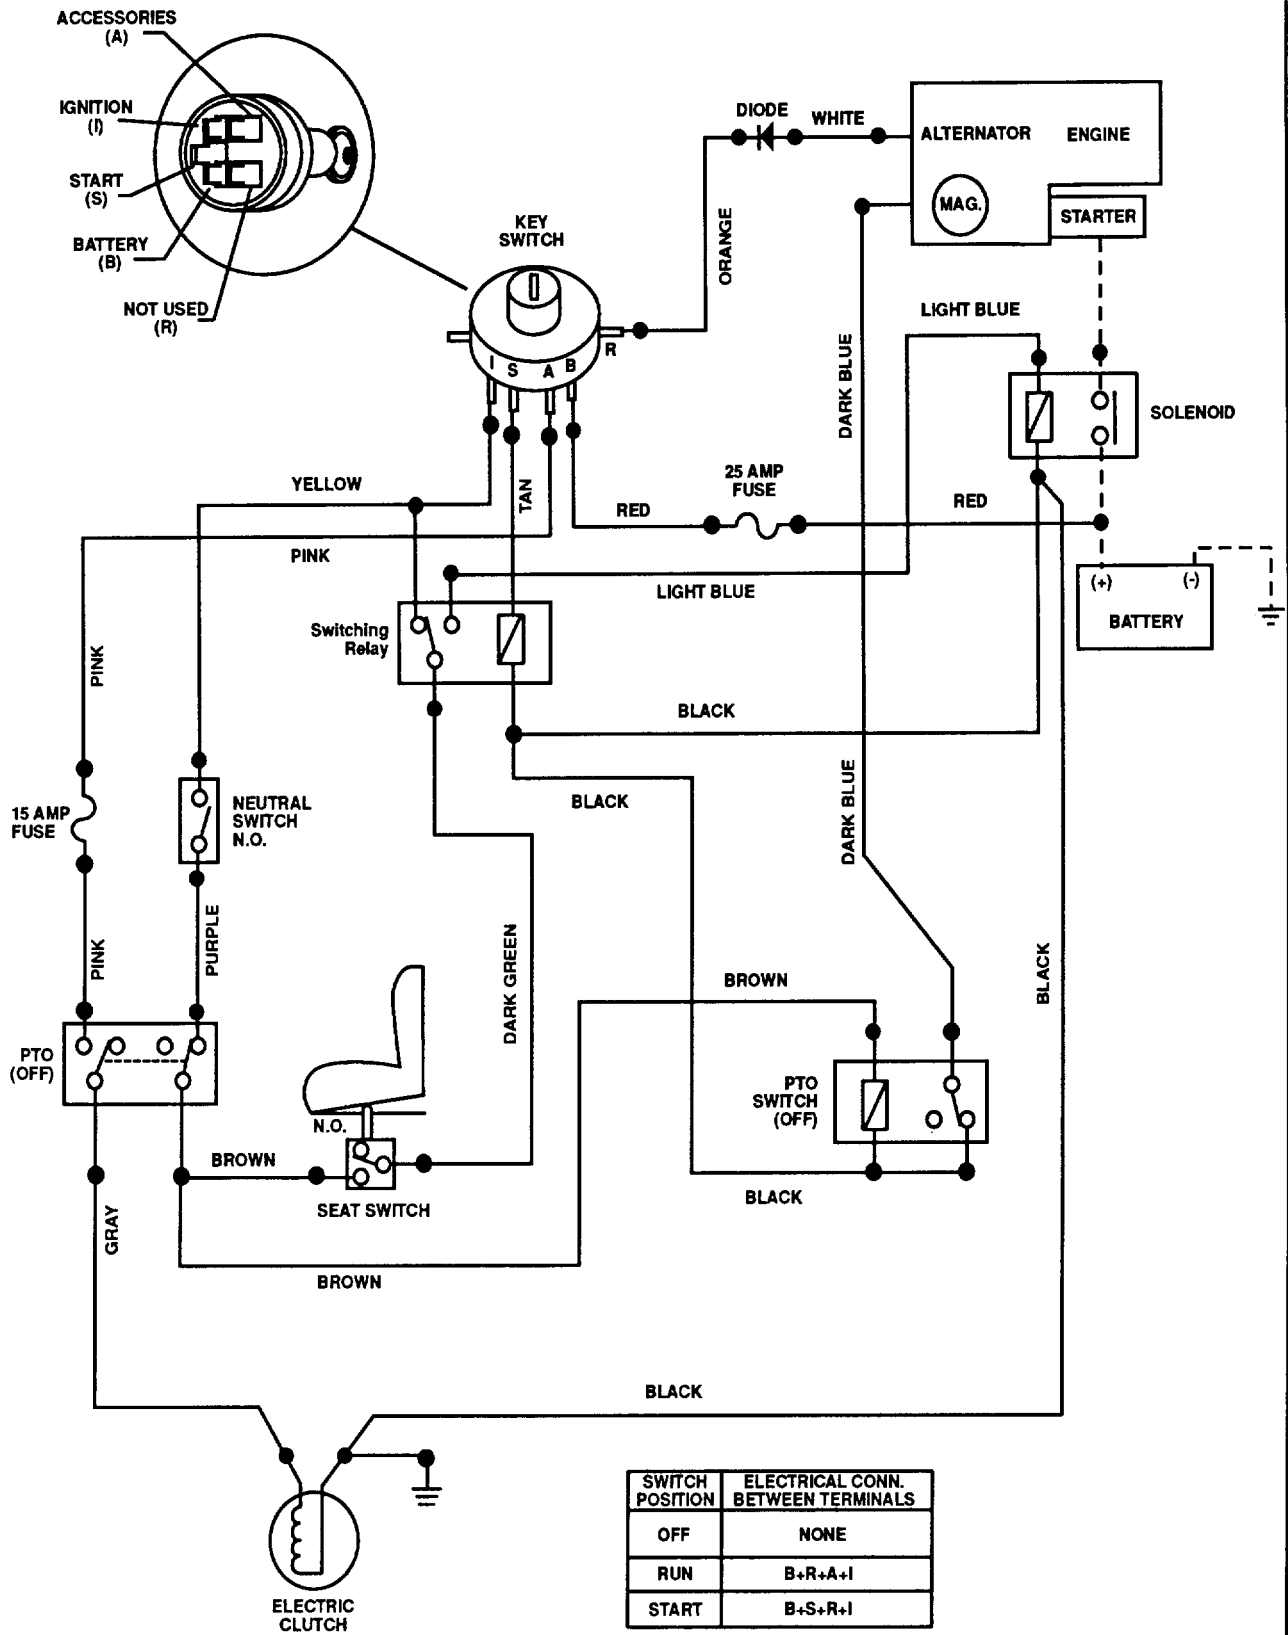 ACCESSORIES
(A)
IGNITION
(I)
START
(S)
BATTERY
(B)
NOT USED
(R)
KEY
SWITCH
I
S
A
B
R
ORANGE
DIODE
WHITE
ALTERNATOR
ENGINE
MAG.
STARTER
LIGHT BLUE
DARK BLUE
SOLENOID
YELLOW
TAN
25 AMP
FUSE
RED
RED
PINK
LIGHT BLUE
(+)
(-)
BATTERY
Switching
Relay
PINK
BLACK
BLACK
15 AMP
FUSE
NEUTRAL
SWITCH
N.O.
DARK BLUE
PINK
PURPLE
DARK GREEN
BROWN
BLACK
PTO
(OFF)
PTO
SWITCH
(OFF)
N.O.
BROWN
SEAT SWITCH
BLACK
GRAY
BROWN
BLACK
ELECTRIC
CLUTCH
SWITCH
POSITION
ELECTRICAL CONN.
BETWEEN TERMINALS
OFF
NONE
RUN
B+R+A+I
START
B+S+R+I